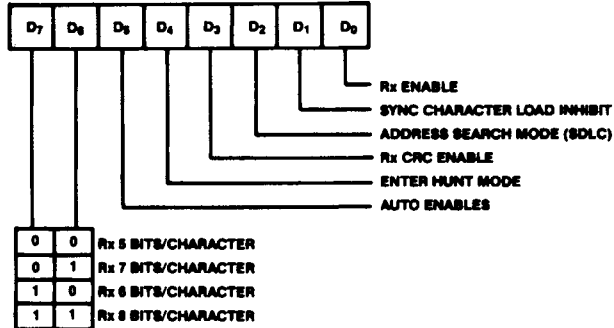 D7 D6 D5 D4 D3 D2 D1 D0
Rx ENABLE
SYNC CHARACTER LOAD INHIBIT
ADDRESS SEARCH MODE (SDLC)
Rx CRC ENABLE
ENTER HUNT MODE
AUTO ENABLES
0 0 Rx 5 BITS/CHARACTER
0 1 Rx 7 BITS/CHARACTER
1 0 Rx 6 BITS/CHARACTER
1 1 Rx 8 BITS/CHARACTER